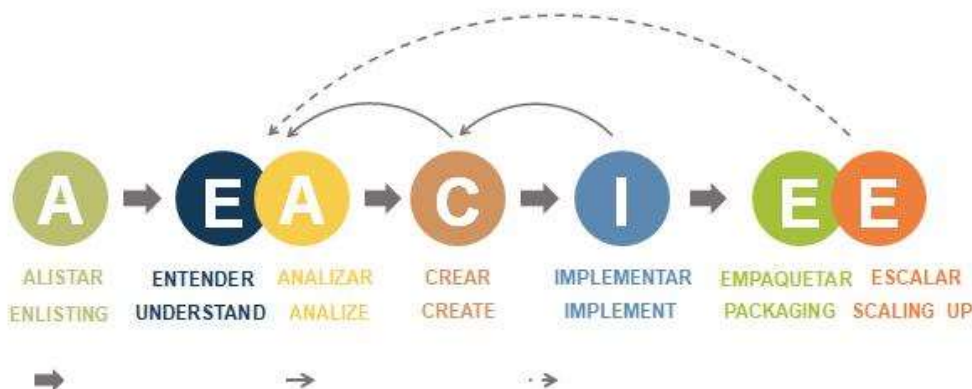 A E A C I E E
ALISTAR ENTENDER ANALIZAR CREAR IMPLEMENTAR EMPAQUETAR ESCALAR
ENLISTING UNDERSTAND ANALIZE CREATE IMPLEMENT PACKAGING SCALING UP